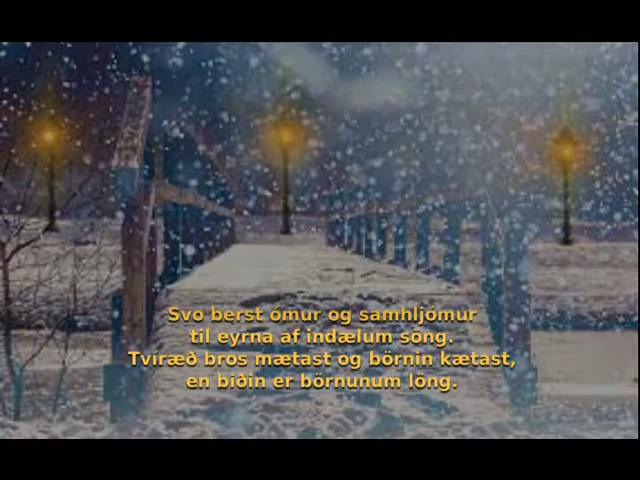 Svo berst ómur og samhljómur
til eyrna af indælum söng.
Tvíræð bros mætast og börnin kætast,
en biðin er börnunum löng.